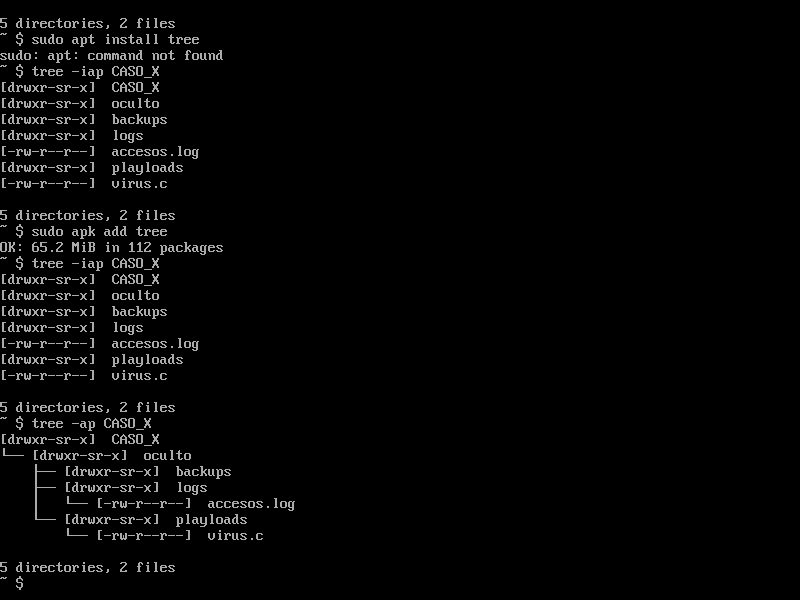 5 directories, 2 files
~ $ sudo apt install tree
sudo: apt: command not found
~ $ tree -iap CASO_X
[drwxr-sr-x]  CASO_X
[drwxr-sr-x]  oculto
[drwxr-sr-x]  backups
[drwxr-sr-x]  logs
[-rw-r--r--]  accesos.log
[drwxr-sr-x]  playloads
[-rw-r--r--]  virus.c

5 directories, 2 files
~ $ sudo apk add tree
OK: 65.2 MiB in 112 packages
~ $ tree -iap CASO_X
[drwxr-sr-x]  CASO_X
[drwxr-sr-x]  oculto
[drwxr-sr-x]  backups
[drwxr-sr-x]  logs
[-rw-r--r--]  accesos.log
[drwxr-sr-x]  playloads
[-rw-r--r--]  virus.c

5 directories, 2 files
~ $ tree -ap CASO_X
[drwxr-sr-x]  CASO_X
└── [drwxr-sr-x]  oculto
    ├── [drwxr-sr-x]  backups
    ├── [drwxr-sr-x]  logs
    │   └── [-rw-r--r--]  accesos.log
    └── [drwxr-sr-x]  playloads
        └── [-rw-r--r--]  virus.c

5 directories, 2 files
~ $